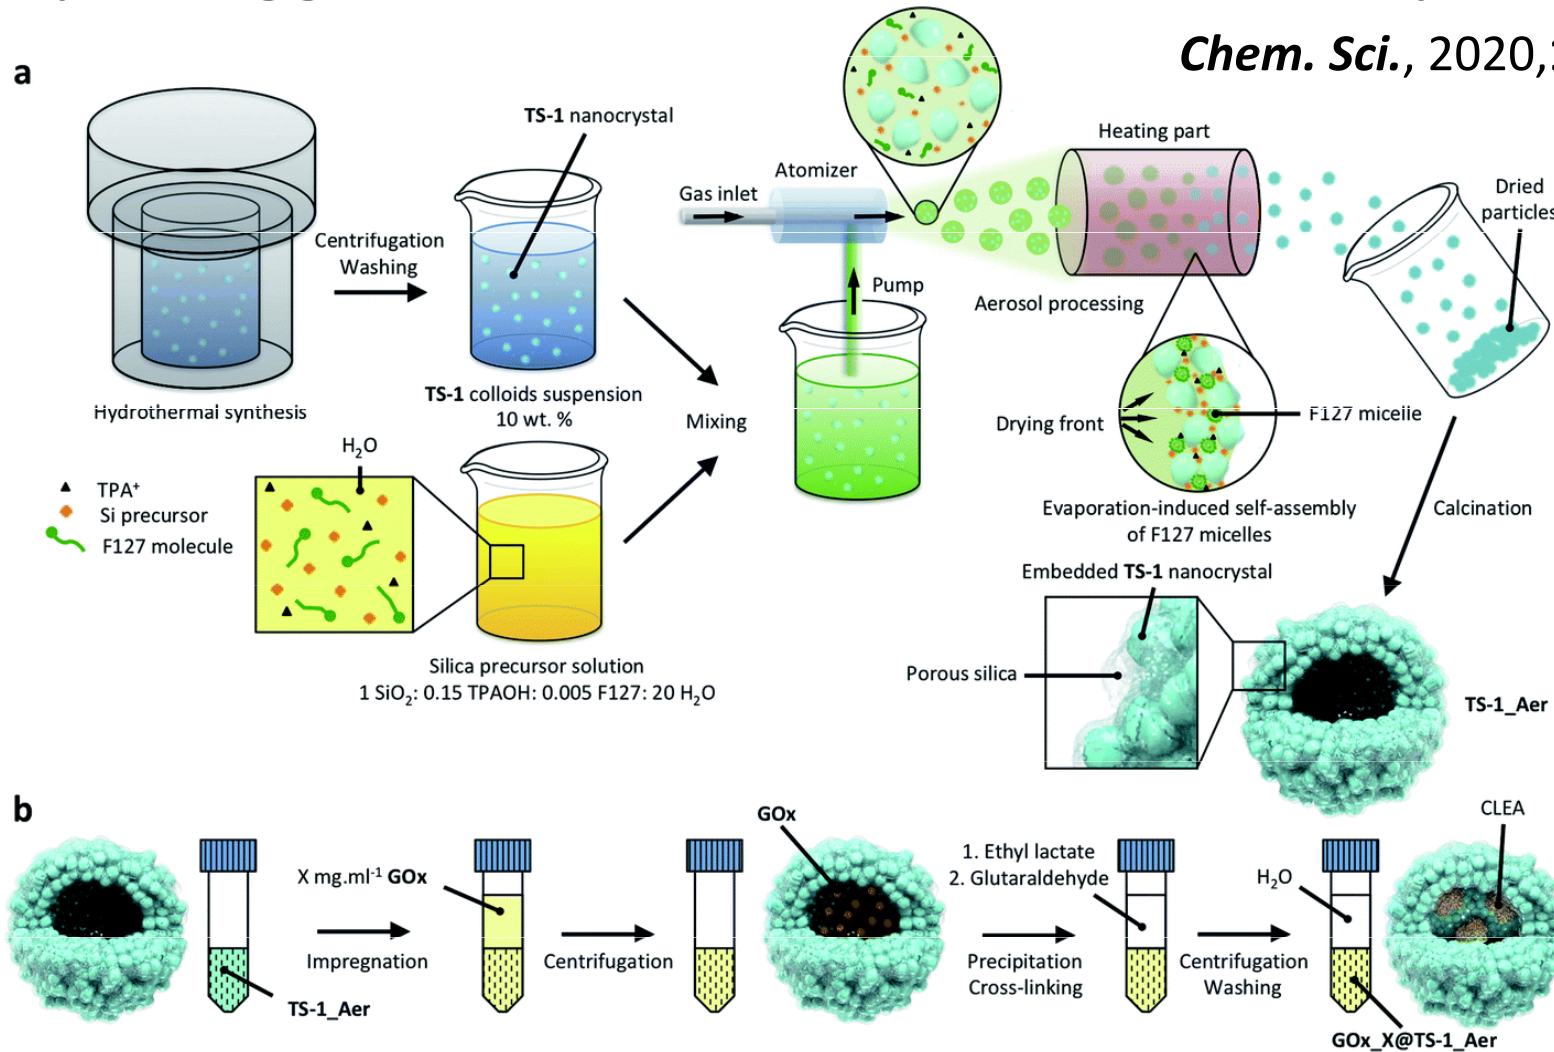 Chem. Sci., 2020,
a
TS-1 nanocrystal
Centrifugation
Washing
Hydrothermal synthesis
TS-1 colloids suspension
10 wt. %
Mixing
H₂O
TPA⁺
Si precursor
F127 molecule
Silica precursor solution
1 SiO₂: 0.15 TPAOH: 0.005 F127: 20 H₂O
Gas inlet
Atomizer
Pump
Heating part
Aerosol processing
Dried
particles
Drying front
F127 micelle
Evaporation-induced self-assembly
of F127 micelles
Calcination
Embedded TS-1 nanocrystal
Porous silica
TS-1_Aer
b
TS-1_Aer
X mg.ml⁻¹ GOx
Impregnation
Centrifugation
GOx
1. Ethyl lactate
2. Glutaraldehyde
Precipitation
Cross-linking
Centrifugation
Washing
H₂O
CLEA
GOx_X@TS-1_Aer